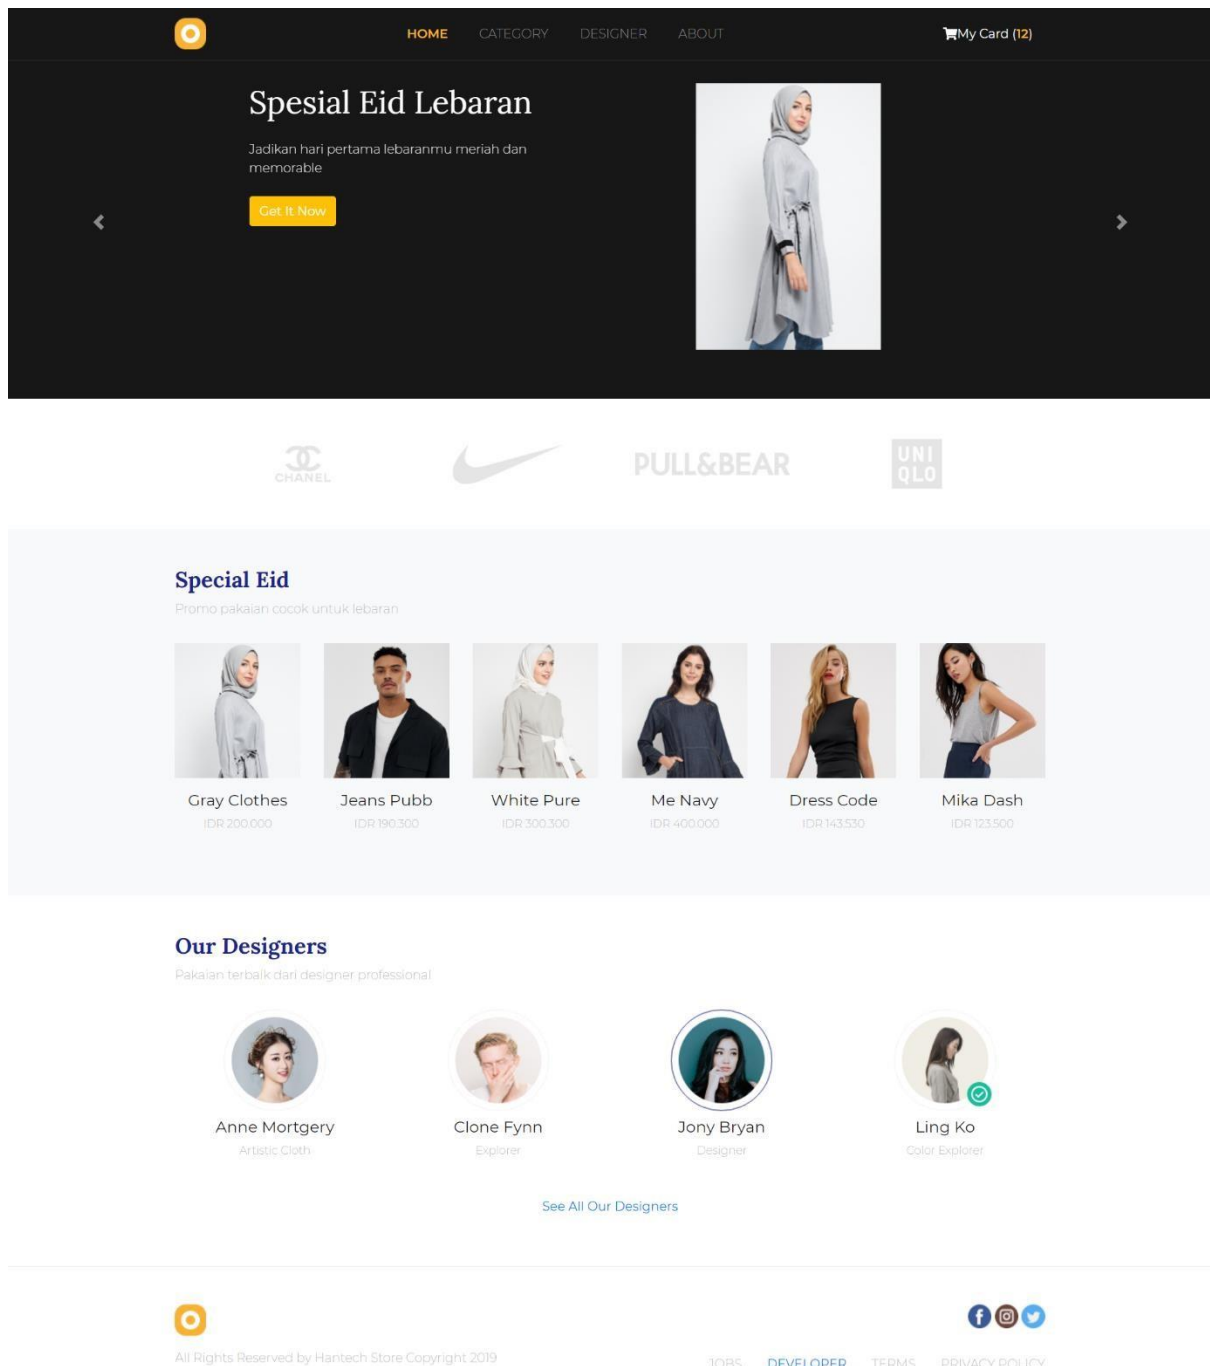 HOME CATEGORY DESIGNER ABOUT My Card (12)
Spesial Eid Lebaran
Jadikan hari pertama lebaranmu meriah dan
memorable
Get It Now
CHANEL
PULL&BEAR
UNI
QLO
Special Eid
Promo pakaian cocok untuk lebaran
Gray Clothes Jeans Pubb White Pure Me Navy Dress Code Mika Dash
IDR 200.000 IDR 190.300 IDR 300.300 IDR 400.000 IDR 143.530 IDR 123.500
Our Designers
Pakaian terbaik dari designer professional
Anne Mortgery Clone Fynn Jony Bryan Ling Ko
Artistic Cloth Explorer Designer Color Explorer
See All Our Designers
All Rights Reserved by Hantech Store Copyright 2019
JOBS DEVELOPER TERMS PRIVACY POLICY